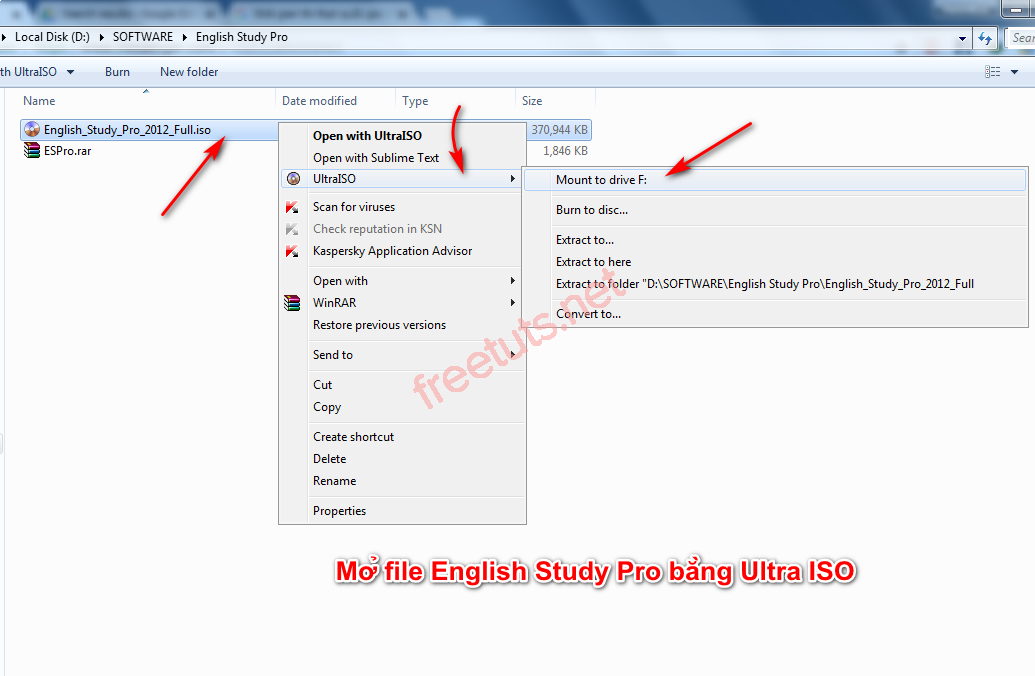 Local Disk (D:) ▸ SOFTWARE ▸ English Study Pro
Sear
th UltraISO
Burn
New folder
Name
Date modified
Type
Size
English_Study_Pro_2012_Full.iso
370,944 KB
ESPro.rar
1,846 KB
Open with UltraISO
Open with Sublime Text
UltraISO
Scan for viruses
Check reputation in KSN
Kaspersky Application Advisor
Open with
WinRAR
Restore previous versions
Send to
Cut
Copy
Create shortcut
Delete
Rename
Properties
Mount to drive F:
Burn to disc...
Extract to...
Extract to here
Extract to folder "D:\SOFTWARE\English Study Pro\English_Study_Pro_2012_Full
Convert to...
freetuts.net
Mở file English Study Pro bằng Ultra ISO